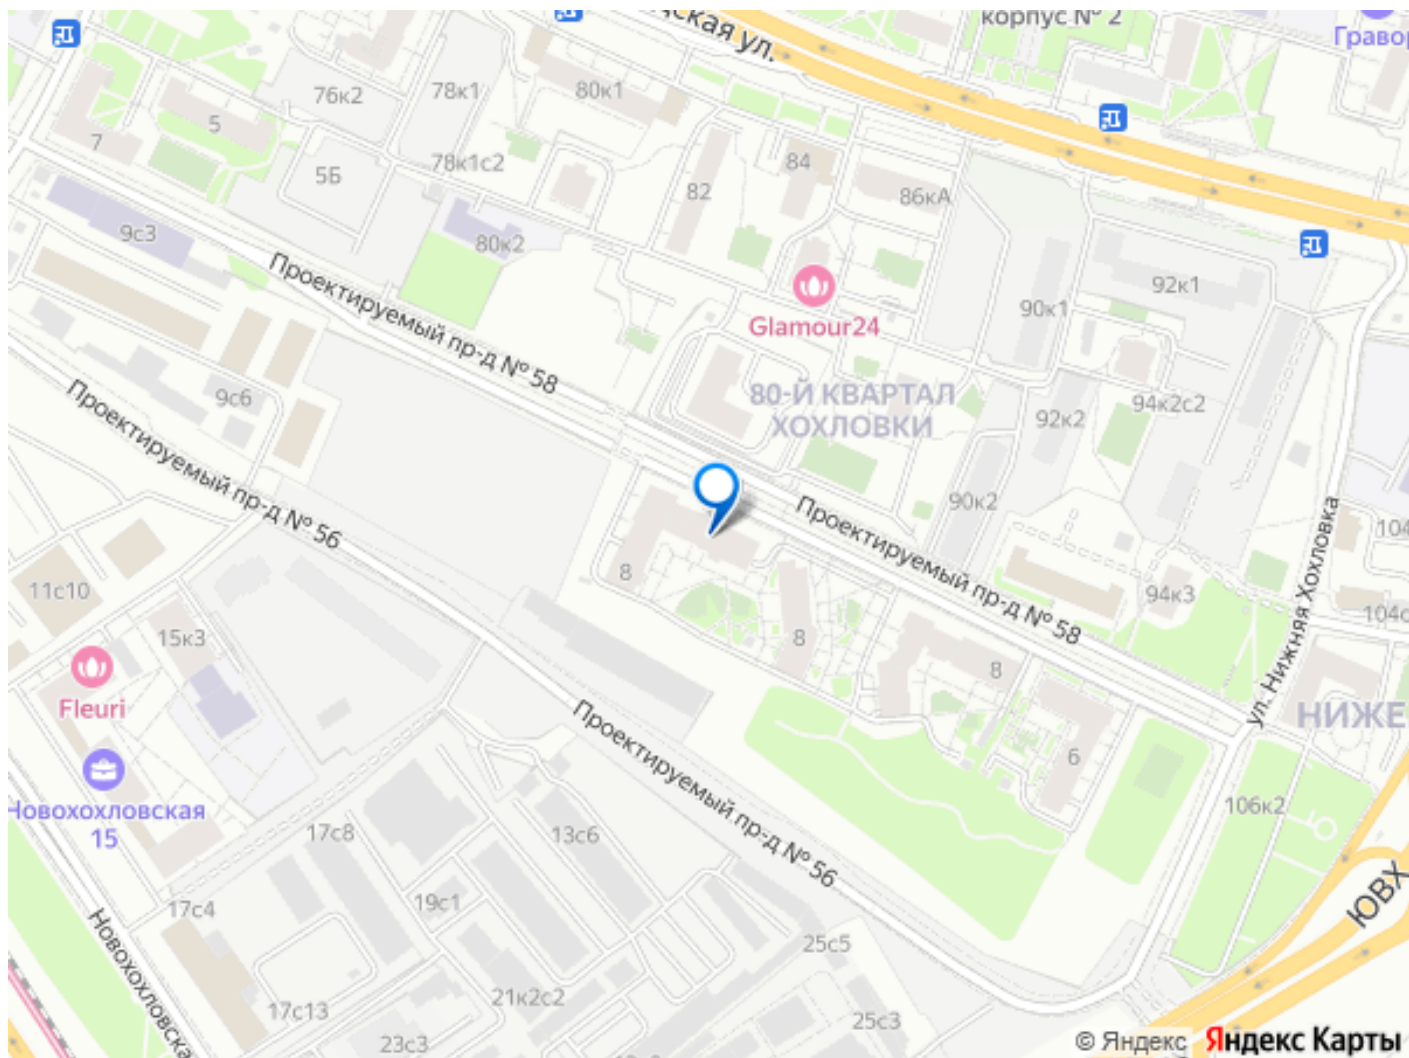 корпус № 2
ская ул.
Граво
76к2
78к1
80к1
5
7
78к1с2
5Б
84
82
86кА
9с3
80к2
92к1
Проектируемый пр-д № 58
90к1
Glamour24
80-Й КВАРТАЛ
ХОХЛОВКИ
9с6
94к2с2
92к2
Проектируемый пр-д № 56
90к2
Проектируемый пр-д № 58
ул. Нижняя Хохловка
104
8
11с10
94к3
104с
15к3
8
8
Fleuri
НИЖЕ
6
Проектируемый пр-д № 56
Новохохловская
15
106к2
17с8
13с6
ЮВХ
19с1
17с4
Новохохловска
25с5
21к2с2
17с13
25с3
23с3
© Яндекс Яндекс Карты